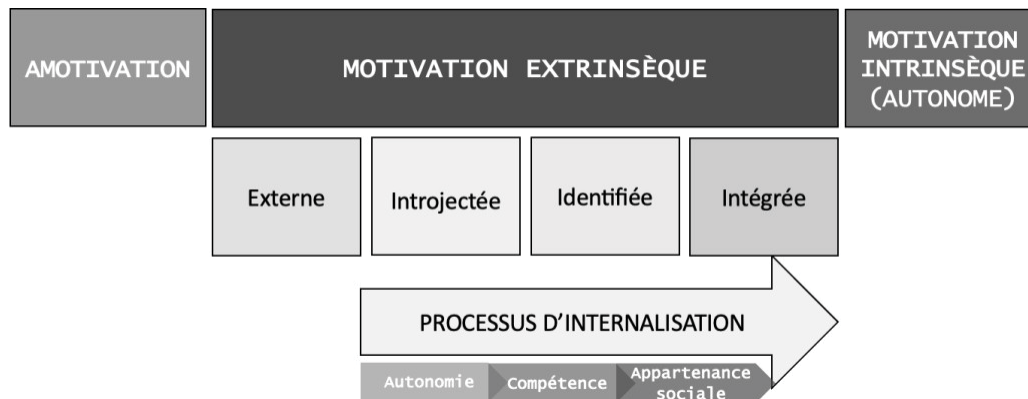 AMOTIVATION
MOTIVATION EXTRINSÈQUE
MOTIVATION
INTRINSÈQUE
(AUTONOME)
Externe
Introjectée
Identifiée
Intégrée
PROCESSUS D’INTERNALISATION
Autonomie
Compétence
Appartenance
sociale